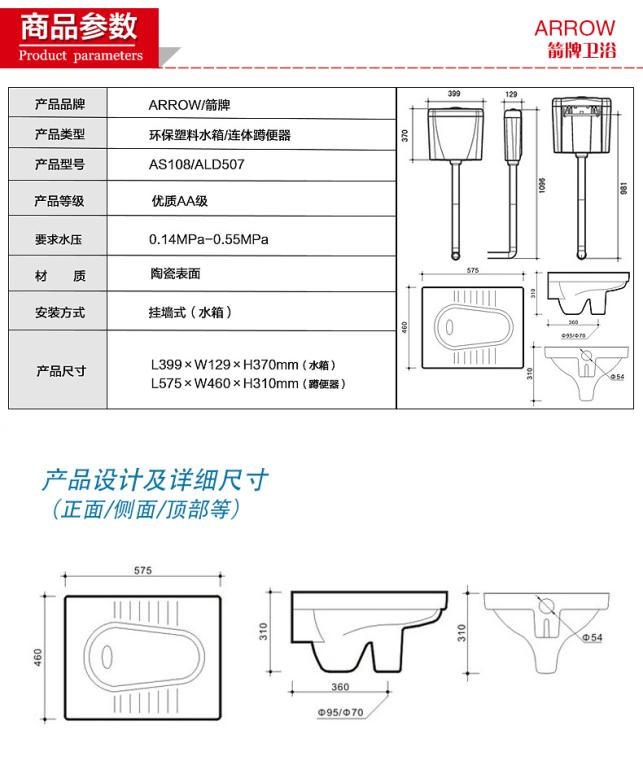 商品参数
Product parameters
ARROW
箭牌卫浴
产品品牌 ARROW/箭牌
产品类型 环保塑料水箱/连体蹲便器
产品型号 AS108/ALD507
产品等级 优质AA级
要求水压 0.14MPa-0.55MPa
材 质 陶瓷表面
安装方式 挂墙式（水箱）
产品尺寸
L399×W129×H370mm（水箱）
L575×W460×H310mm（蹲便器）
399
129
370
1096
981
575
460
310
360
Φ95/Φ70
310
Φ54
产品设计及详细尺寸
（正面/侧面/顶部等）
575
460
310
360
Φ95/Φ70
310
Φ54